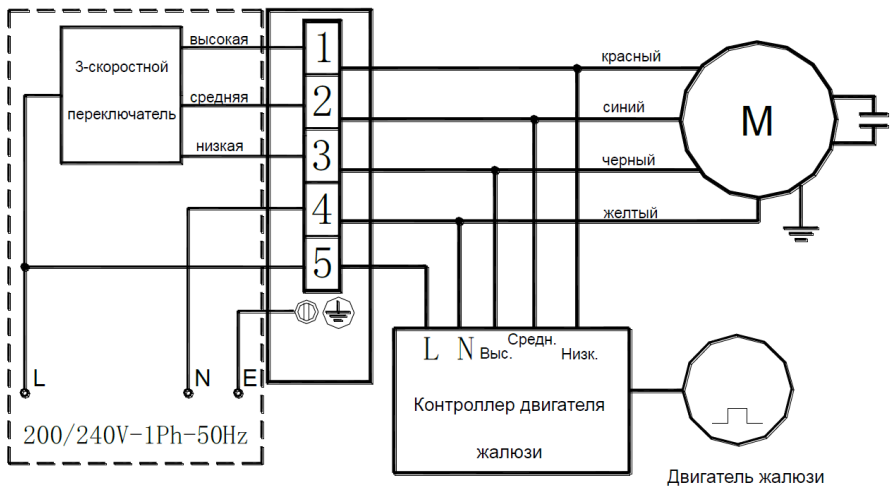 3-скоростной
переключатель
высокая
средняя
низкая
1
2
3
4
5
красный
синий
черный
желтый
M
L
N
E
200/240V-1Ph-50Hz
L N Выс. Средн. Низк.
Контроллер двигателя
жалюзи
Двигатель жалюзи